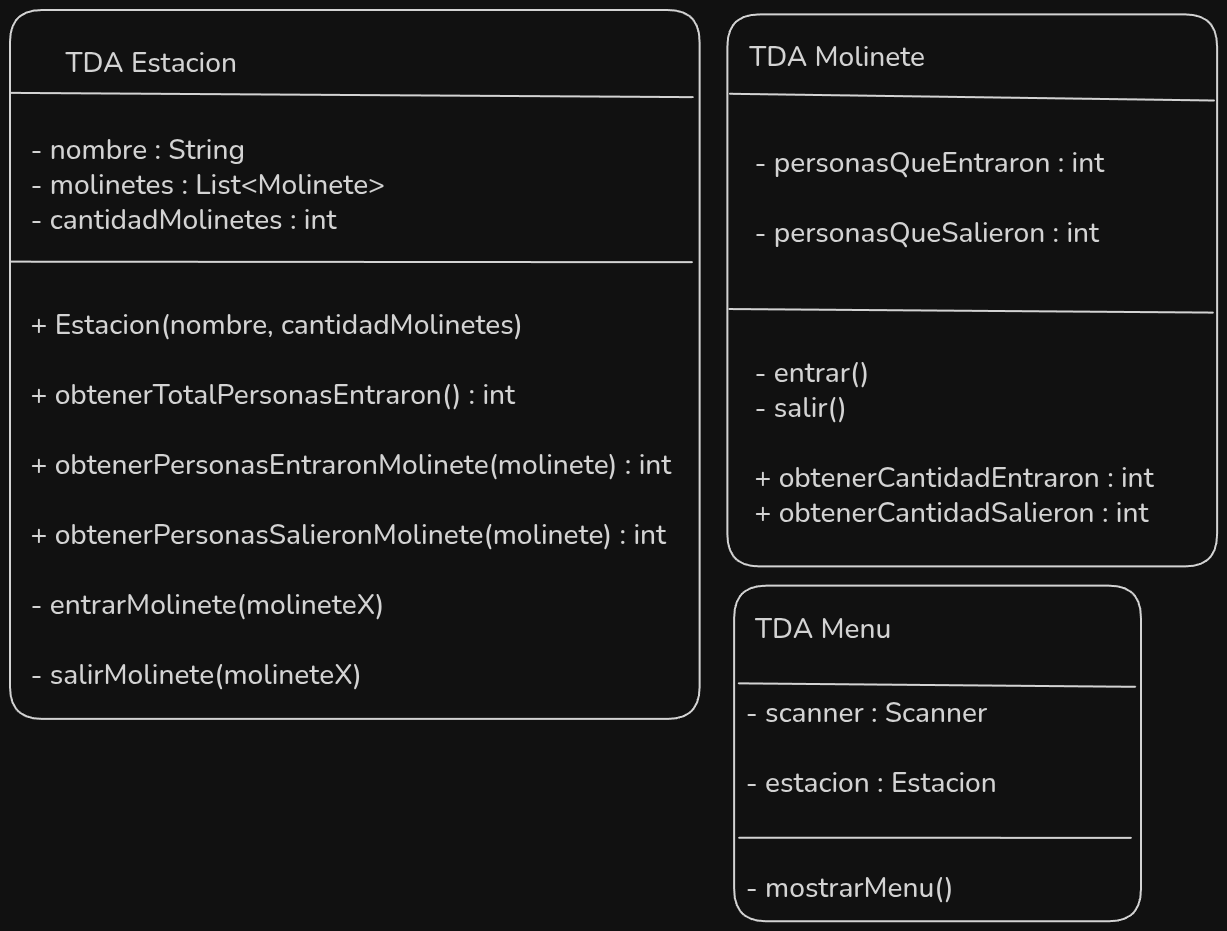 TDA Estacion
- nombre : String
- molinetes : List<Molinete>
- cantidadMolinetes : int
+ Estacion(nombre, cantidadMolinetes)
+ obtenerTotalPersonasEntraron() : int
+ obtenerPersonasEntraronMolinete(molinete) : int
+ obtenerPersonasSalieronMolinete(molinete) : int
- entrarMolinete(molineteX)
- salirMolinete(molineteX)
TDA Molinete
- personasQueEntraron : int
- personasQueSalieron : int
- entrar()
- salir()
+ obtenerCantidadEntraron : int
+ obtenerCantidadSalieron : int
TDA Menu
- scanner : Scanner
- estacion : Estacion
- mostrarMenu()